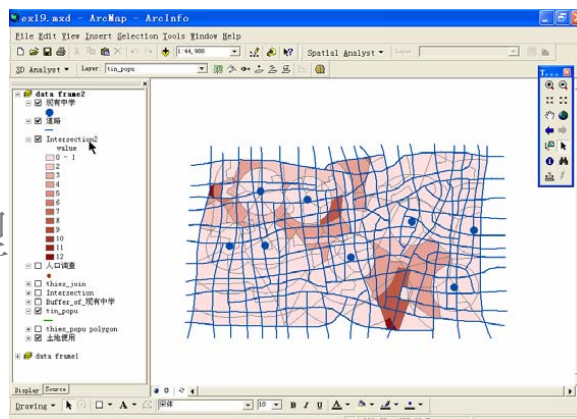 ex19.mxd - ArcMap - ArcInfo
File Edit View Insert Selection Tools Window Help
1:44,988 Spatial Analyst Layer:
3D Analyst Layer: tin_popu
T...
data frame2
现有中学
道路
Intersection2
value
0 - 1
2
3
4
5
6
7
8
9
10
11
12
人口调查
thies_join
Intersection
Buffer_of_现有中学
tin_popu
thies_popu polygon
土地使用
data frame1
Display Source
Drawing A 宋体 10 B I U A